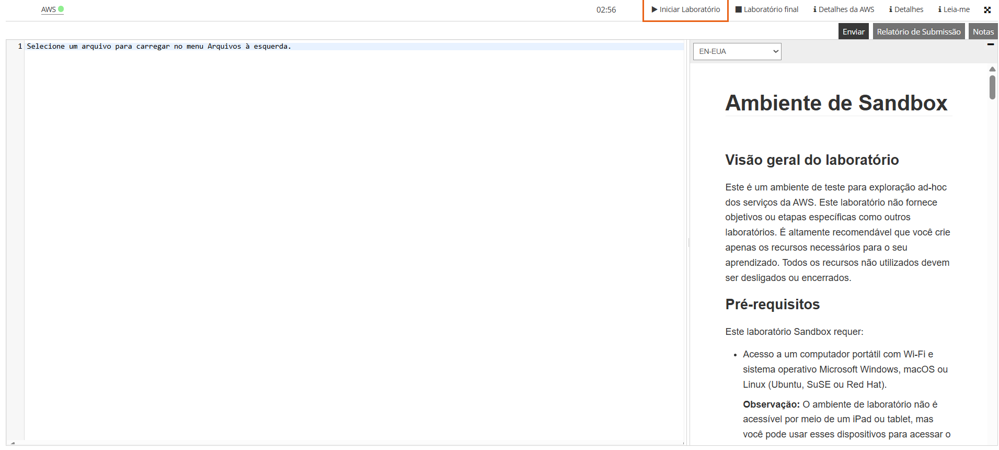 AWS
02:56
Iniciar Laboratório
Laboratório final
Detalhes da AWS
Detalhes
Leia-me
Enviar
Relatório de Submissão
Notas
1 Selecione um arquivo para carregar no menu Arquivos à esquerda.
EN-EUA
Ambiente de Sandbox
Visão geral do laboratório
Este é um ambiente de teste para exploração ad-hoc
dos serviços da AWS. Este laboratório não fornece
objetivos ou etapas específicas como outros
laboratórios. É altamente recomendável que você crie
apenas os recursos necessários para o seu
aprendizado. Todos os recursos não utilizados devem
ser desligados ou encerrados.
Pré-requisitos
Este laboratório Sandbox requer:
• Acesso a um computador portátil com Wi-Fi e
sistema operativo Microsoft Windows, macOS ou
Linux (Ubuntu, SuSE ou Red Hat).
Observação: O ambiente de laboratório não é
acessível por meio de um iPad ou tablet, mas
você pode usar esses dispositivos para acessar o